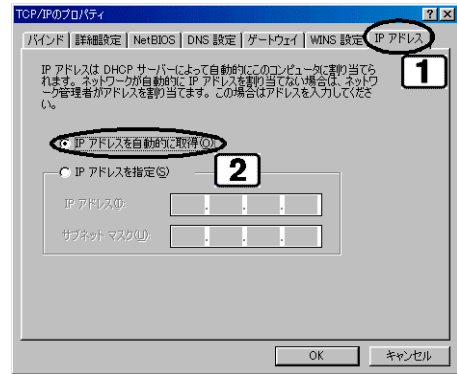 TCP/IPのプロパティ
バインド 詳細設定 NetBIOS DNS 設定 ゲートウェイ WINS 設定 IP アドレス
1
IP アドレスは DHCP サーバーによって自動的にこのコンピュータに割り当てら
れます。ネットワークが自動的に IP アドレスを割り当てない場合は、ネットワ
ーク管理者がアドレスを割り当てます。この場合はアドレスを入力してくださ
い。
IP アドレスを自動的に取得(O)
2
IP アドレスを指定(S)
IP アドレス(I):
サブネット マスク(U):
OK キャンセル